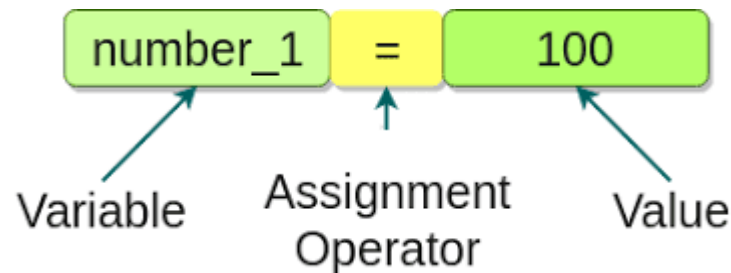 number_1 = 100
Variable
Assignment
Operator
Value